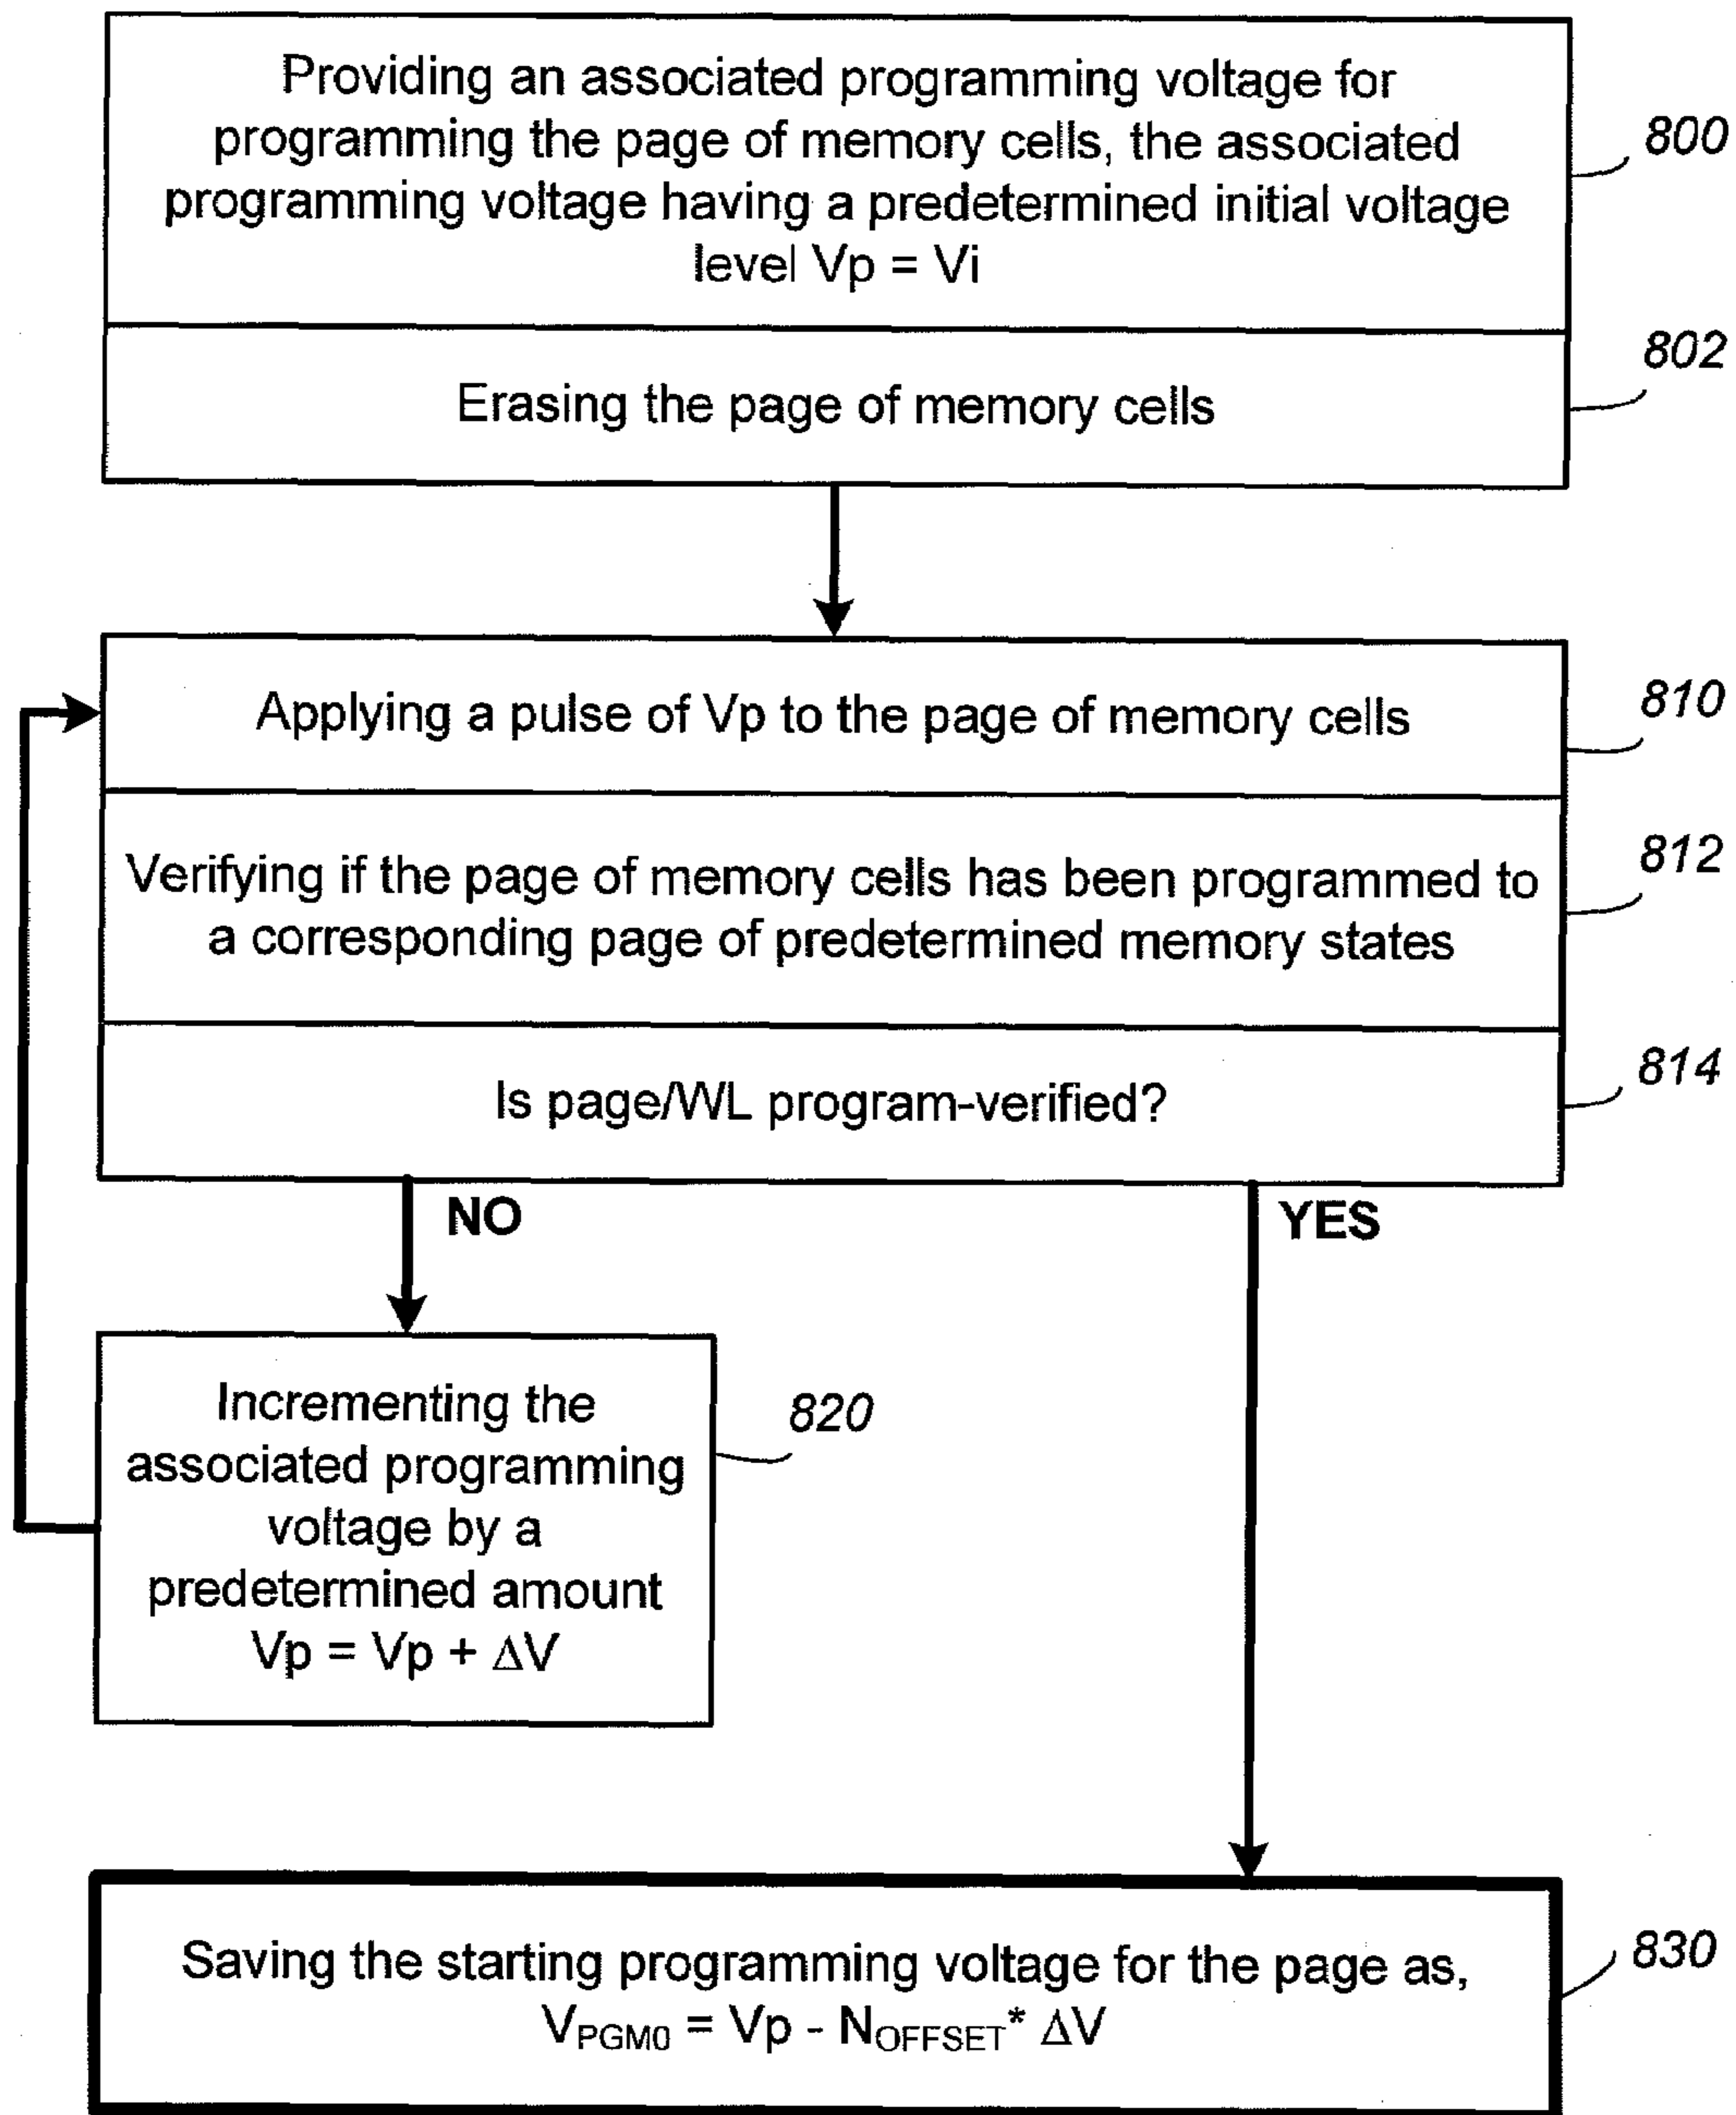 Providing an associated programming voltage for
programming the page of memory cells, the associated
programming voltage having a predetermined initial voltage
level Vp = Vi
800
Erasing the page of memory cells
802
Applying a pulse of Vp to the page of memory cells
810
Verifying if the page of memory cells has been programmed to
a corresponding page of predetermined memory states
812
Is page/WL program-verified?
814
NO
YES
Incrementing the
associated programming
voltage by a
predetermined amount
Vp = Vp + ΔV
820
Saving the starting programming voltage for the page as,
VPGM0 = Vp - NOFFSET* ΔV
830